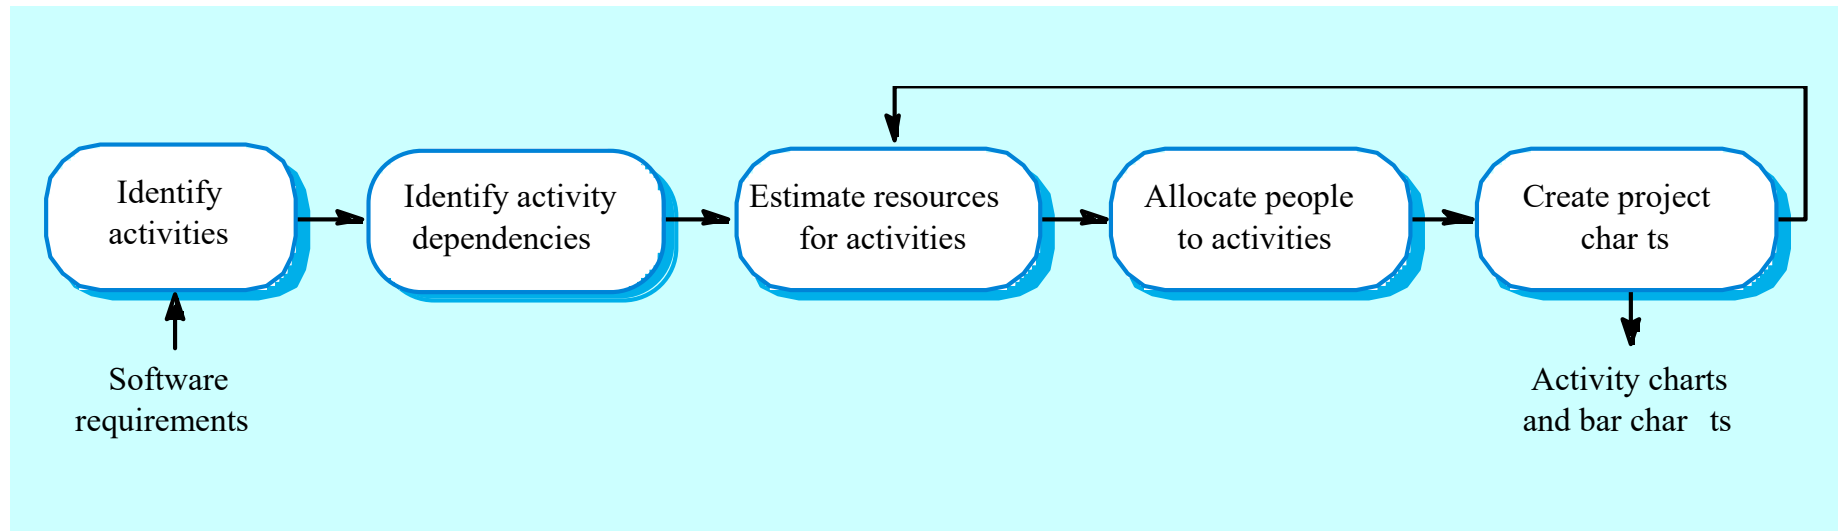 Identify
activities
Identify activity
dependencies
Estimate resources
for activities
Allocate people
to activities
Create project
char ts
Software
requirements
Activity charts
and bar char ts